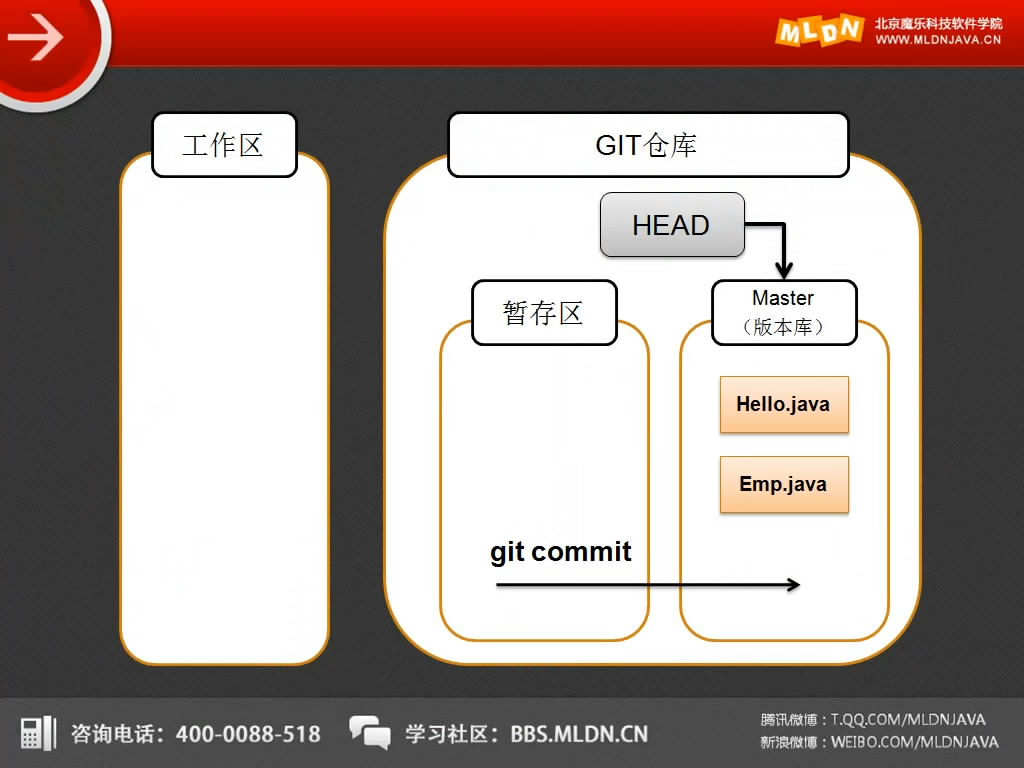 MLDN
北京魔乐科技软件学院
WWW.MLDNJAVA.CN
工作区
GIT仓库
HEAD
暂存区
Master
（版本库）
Hello.java
Emp.java
git commit
咨询电话：400-0088-518
学习社区：BBS.MLDN.CN
腾讯微博：T.QQ.COM/MLDNJAVA
新浪微博：WEIBO.COM/MLDNJAVA